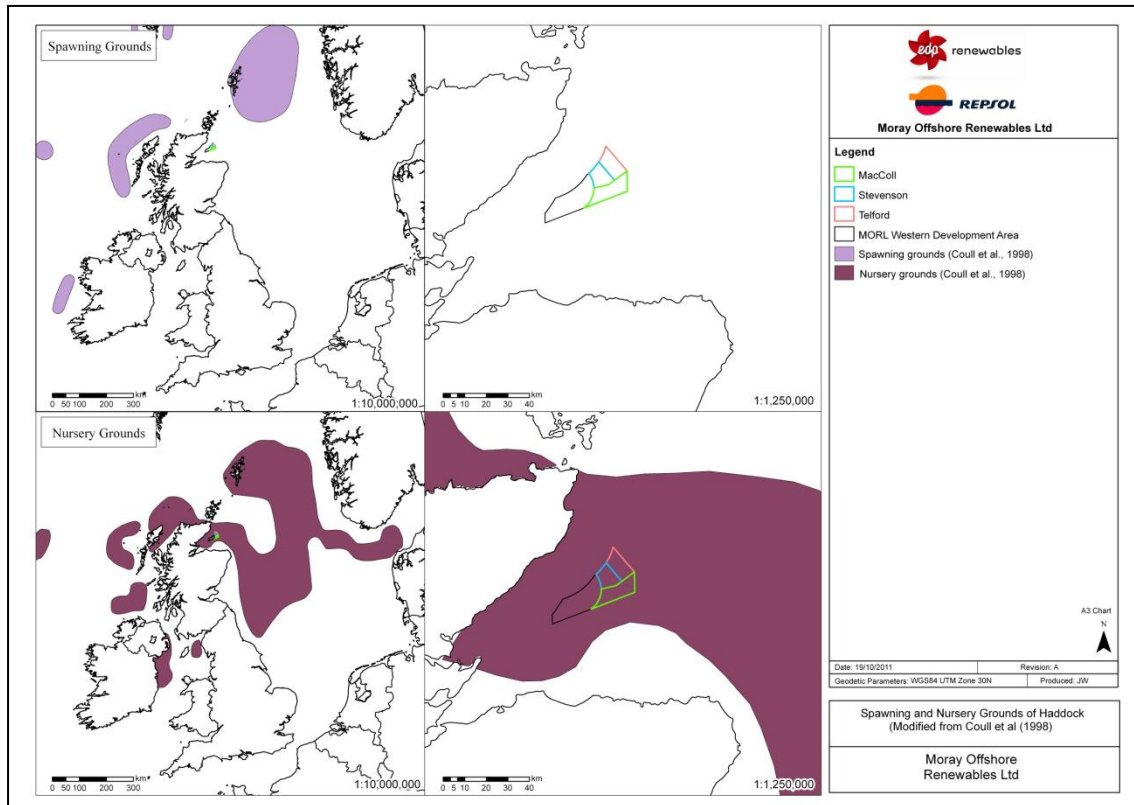 Spawning Grounds
km
0 50 100 200 300
1:10,000,000
km
0 5 10 20 30 40
1:1,250,000
Nursery Grounds
km
0 50 100 200 300
1:10,000,000
km
0 5 10 20 30 40
1:1,250,000
edp renewables
REPSOL
Moray Offshore Renewables Ltd
Legend
MacColl
Stevenson
Telford
MORL Western Development Area
Spawning grounds (Coull et al., 1998)
Nursery grounds (Coull et al., 1998)
A3 Chart
N
Date: 19/10/2011 Revision: A
Geodetic Parameters: WGS84 UTM Zone 30N Produced: JW
Spawning and Nursery Grounds of Haddock
(Modified from Coull et al (1998)
Moray Offshore
Renewables Ltd